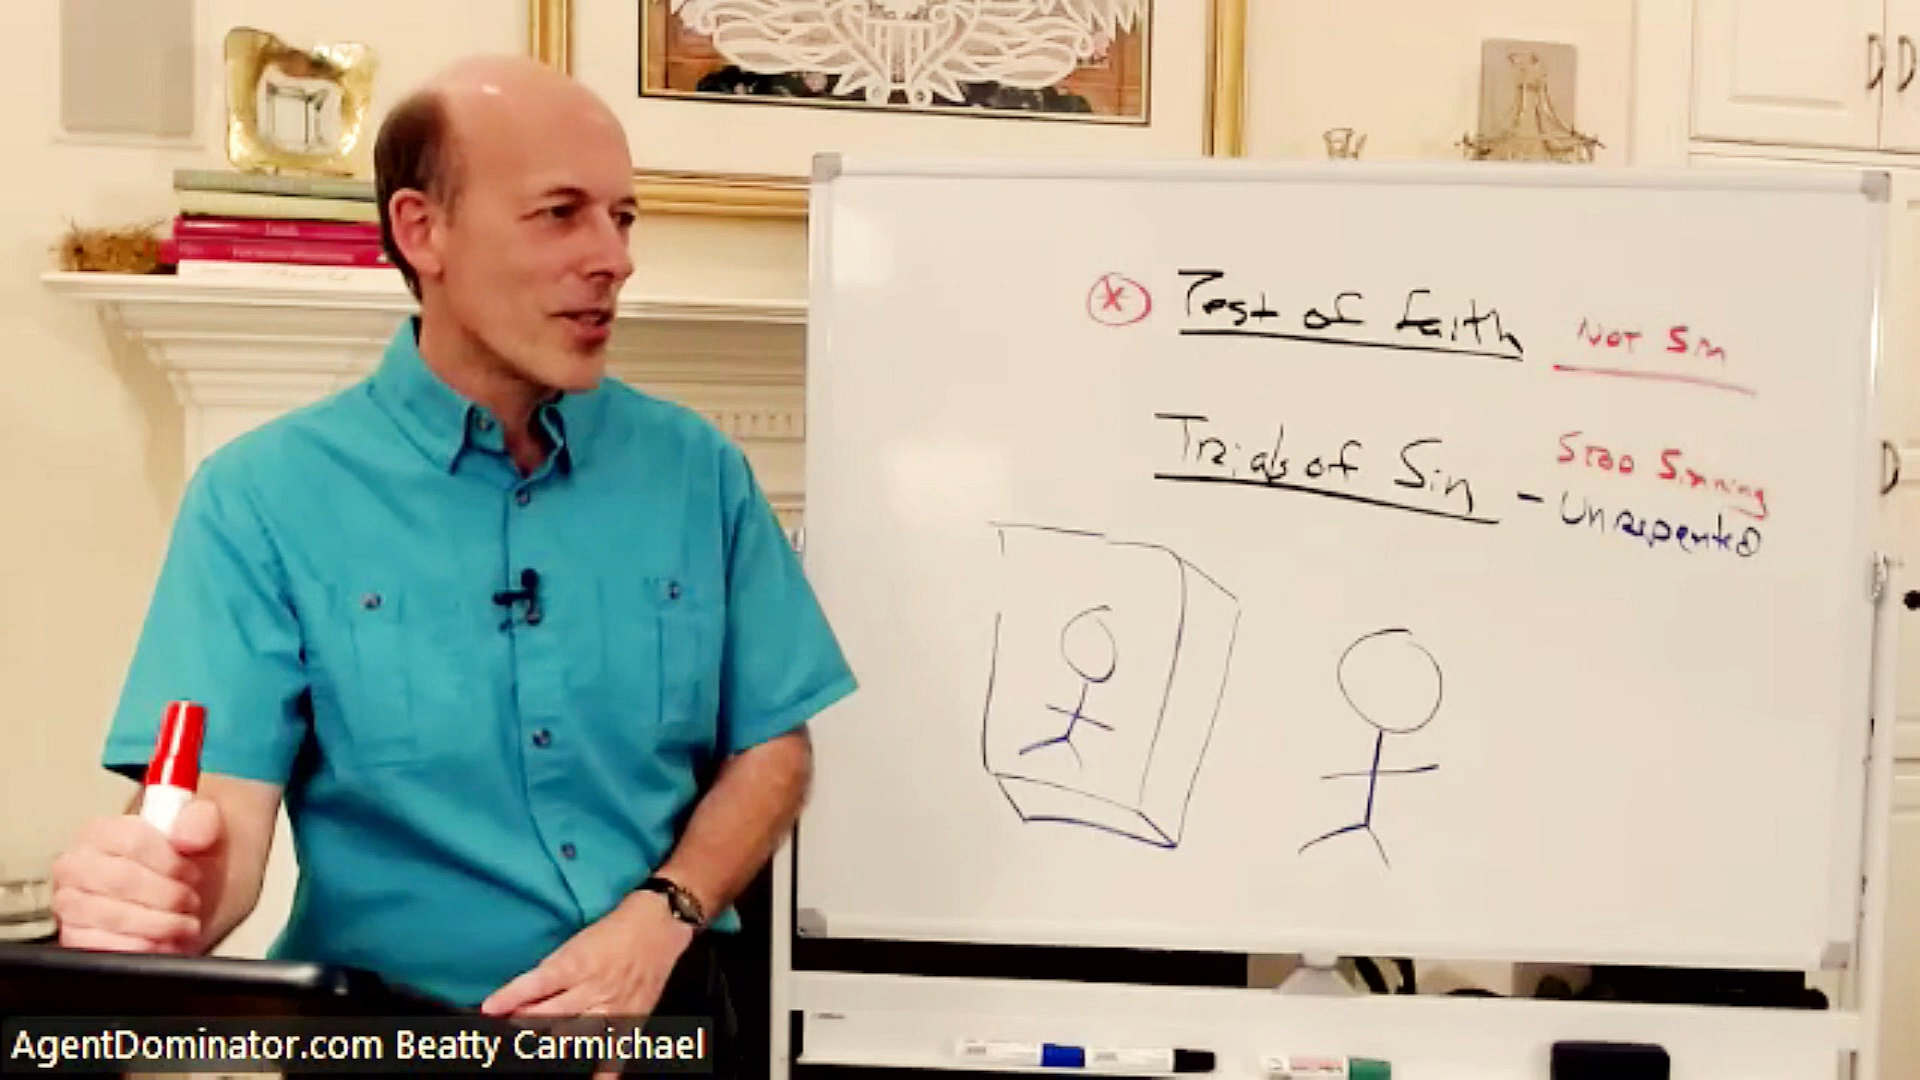 Test of faith
Not Sin
Trials of Sin
Stop Sinning
- Unrepented
AgentDominator.com Beatty Carmichael